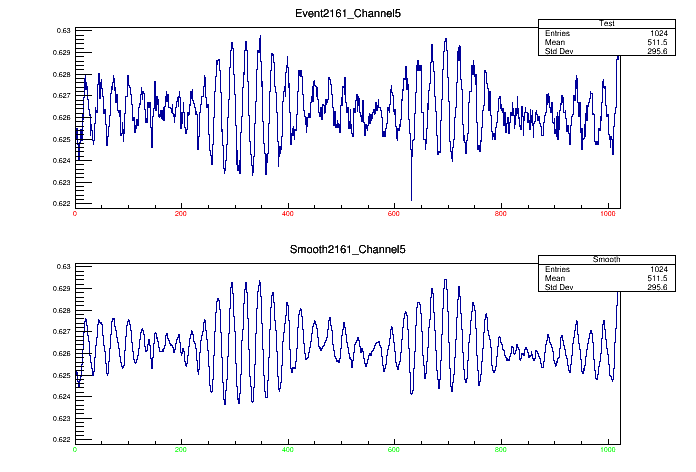 Event2161_Channel5
Test
Entries 1024
Mean 511.5
Std Dev 295.6
0.63
0.629
0.628
0.627
0.626
0.625
0.624
0.623
0.622
0 200 400 600 800 1000
Smooth2161_Channel5
Smooth
Entries 1024
Mean 511.5
Std Dev 295.6
0.63
0.629
0.628
0.627
0.626
0.625
0.624
0.623
0.622
0 200 400 600 800 1000